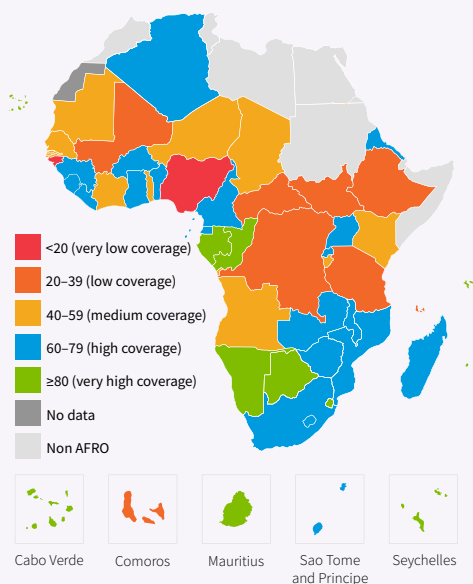 <20 (very low coverage)
20–39 (low coverage)
40–59 (medium coverage)
60–79 (high coverage)
≥80 (very high coverage)
No data
Non AFRO
Cabo Verde
Comoros
Mauritius
Sao Tome
and Principe
Seychelles